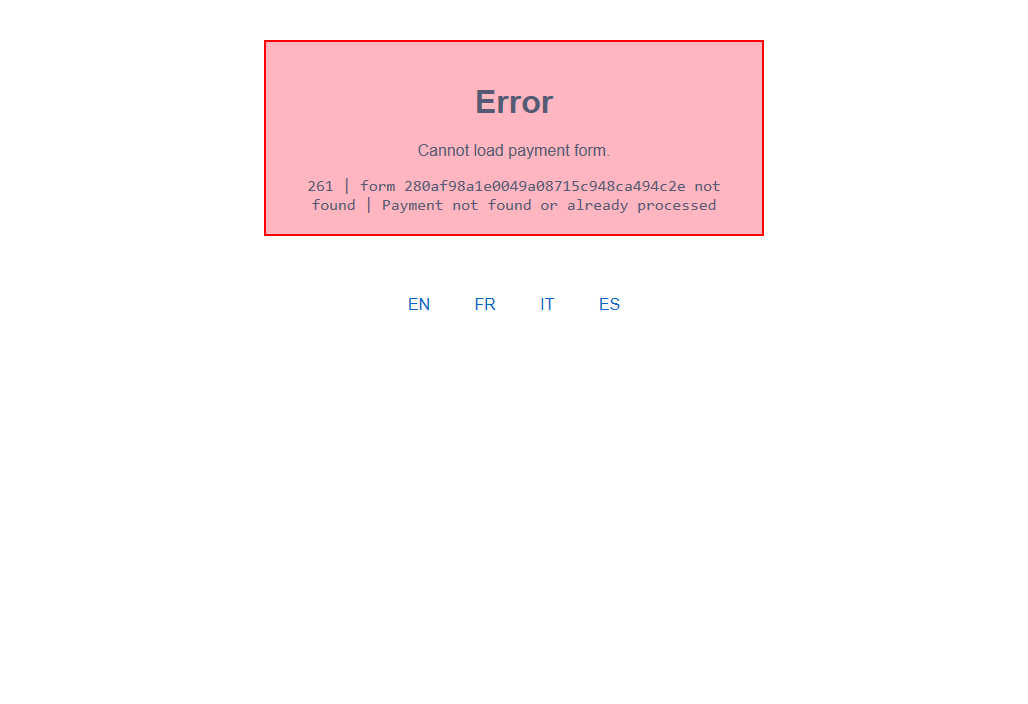 Error
Cannot load payment form.
261 | form 280af98a1e0049a08715c948ca494c2e not
found | Payment not found or already processed
EN FR IT ES